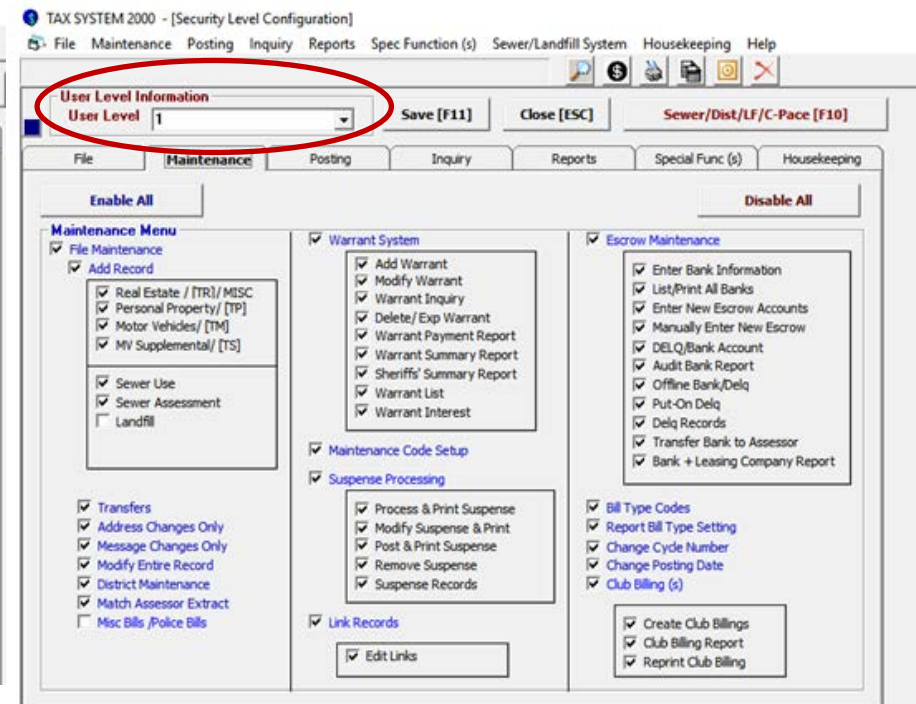 TAX SYSTEM 2000 - [Security Level Configuration]
File Maintenance Posting Inquiry Reports Spec Function (s) Sewer/Landfill System Housekeeping Help
User Level Information
User Level 1
Save [F11] Close [ESC] Sewer/Dist/LF/C-Pace [F10]
File Maintenance Posting Inquiry Reports Special Func (s) Housekeeping
Enable All Disable All
Maintenance Menu
File Maintenance
Add Record
Real Estate / [TR]/ MISC
Personal Property/ [TP]
Motor Vehicles/ [TM]
MV Supplemental/ [TS]
Sewer Use
Sewer Assessment
Landfill
Transfers
Address Changes Only
Message Changes Only
Modify Entire Record
District Maintenance
Match Assessor Extract
Misc Bills /Police Bills
Warrant System
Add Warrant
Modify Warrant
Warrant Inquiry
Delete/ Exp Warrant
Warrant Payment Report
Warrant Summary Report
Sheriffs' Summary Report
Warrant List
Warrant Interest
Maintenance Code Setup
Suspense Processing
Process & Print Suspense
Modify Suspense & Print
Post & Print Suspense
Remove Suspense
Suspense Records
Link Records
Edit Links
Escrow Maintenance
Enter Bank Information
List/Print All Banks
Enter New Escrow Accounts
Manually Enter New Escrow
DELQ/Bank Account
Audit Bank Report
Offline Bank/Delq
Put-On Delq
Delq Records
Transfer Bank to Assessor
Bank + Leasing Company Report
Bill Type Codes
Report Bill Type Setting
Change Cycle Number
Change Posting Date
Club Billing (s)
Create Club Billings
Club Billing Report
Reprint Club Billing